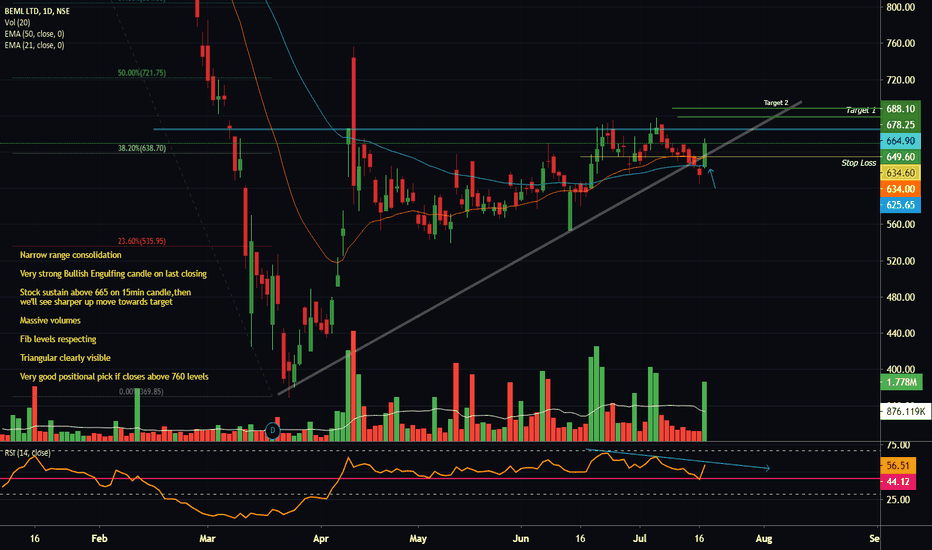 BEML LTD, 1D, NSE
Vol (20)
EMA (50, close, 0)
EMA (21, close, 0)
800.00
760.00
50.00%(721.75)
720.00
Target 2
Target 1
688.10
678.25
664.90
38.20%(638.70)
649.60
Stop Loss
634.60
634.00
625.65
560.00
23.60%(535.95)
520.00
Narrow range consolidation
Very strong Bullish Engulfing candle on last closing
480.00
Stock sustain above 665 on 15min candle,then
we'll see sharper up move towards target
Massive volumes
440.00
Fib levels respecting
Triangular clearly visible
400.00
Very good positional pick if closes above 760 levels
0.00%(369.85)
1.778M
876.119K
D
75.00
RSI (14, close)
56.51
44.12
25.00
16 Feb Mar Apr May Jun 16 Jul 16 Aug Se